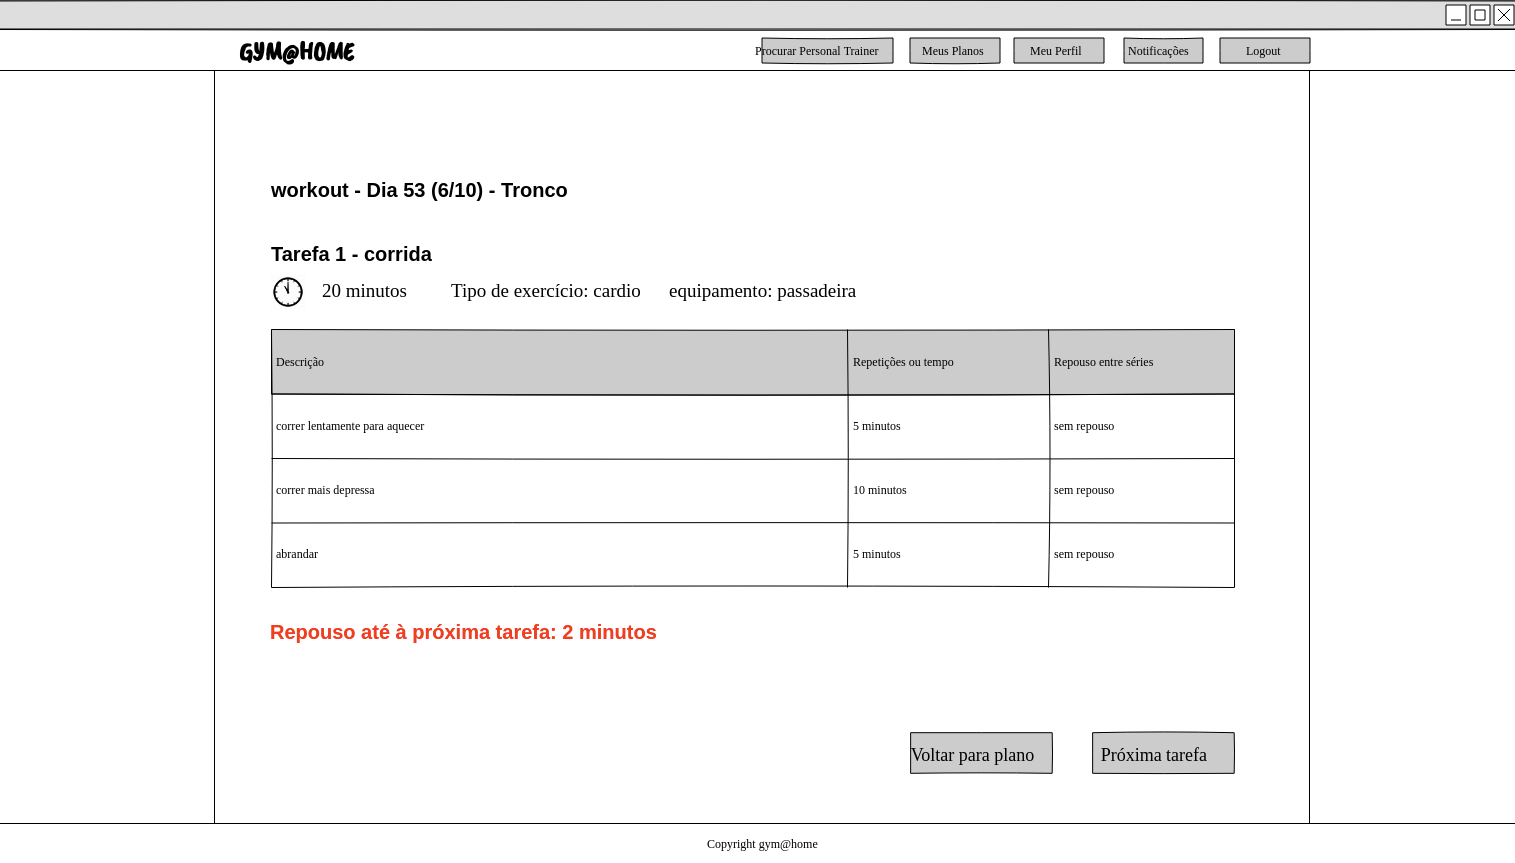 GYM@HOME
Procurar Personal Trainer
Meus Planos
Meu Perfil
Notificações
Logout
workout - Dia 53 (6/10) - Tronco
Tarefa 1 - corrida
20 minutos
Tipo de exercício: cardio
equipamento: passadeira
Descrição
Repetições ou tempo
Repouso entre séries
correr lentamente para aquecer
5 minutos
sem repouso
correr mais depressa
10 minutos
sem repouso
abrandar
5 minutos
sem repouso
Repouso até à próxima tarefa: 2 minutos
Voltar para plano
Próxima tarefa
Copyright gym@home